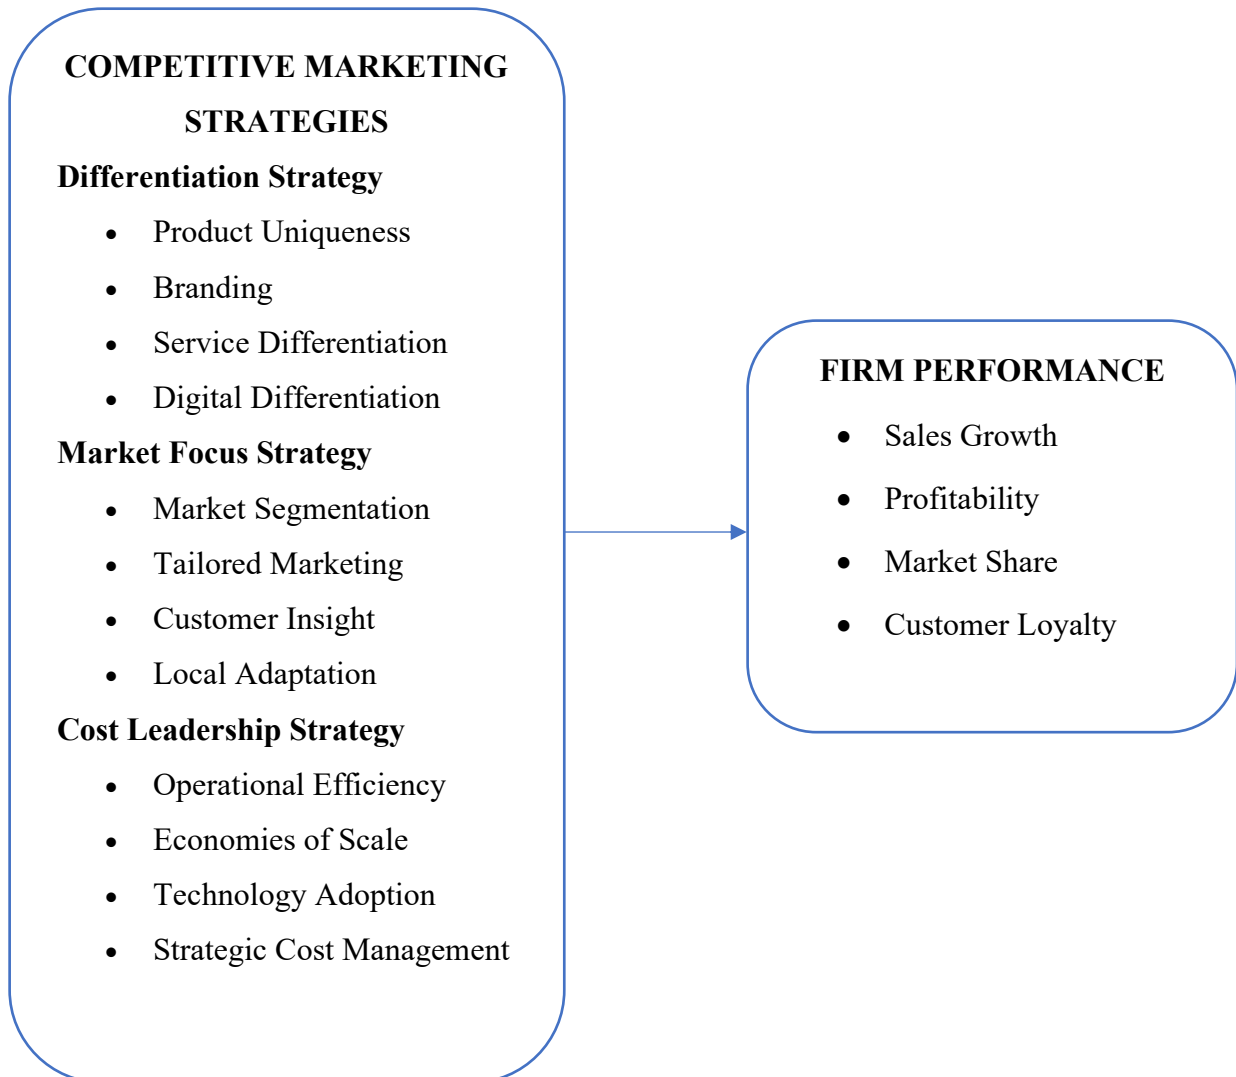 COMPETITIVE MARKETING
STRATEGIES
Differentiation Strategy
• Product Uniqueness
• Branding
• Service Differentiation
• Digital Differentiation
Market Focus Strategy
• Market Segmentation
• Tailored Marketing
• Customer Insight
• Local Adaptation
Cost Leadership Strategy
• Operational Efficiency
• Economies of Scale
• Technology Adoption
• Strategic Cost Management
FIRM PERFORMANCE
• Sales Growth
• Profitability
• Market Share
• Customer Loyalty